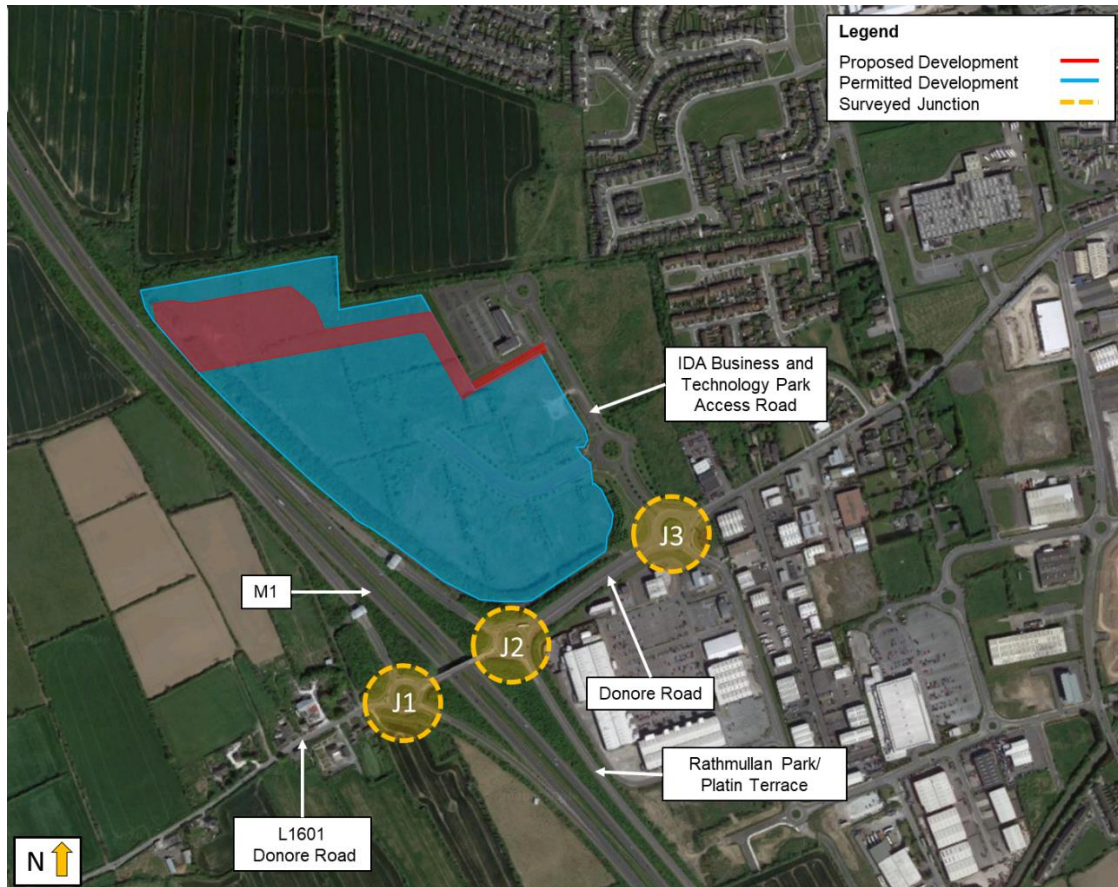 Legend
Proposed Development
Permitted Development
Surveyed Junction
IDA Business and
Technology Park
Access Road
J3
M1
J2
Donore Road
J1
Rathmullan Park/
Platin Terrace
L1601
Donore Road
N